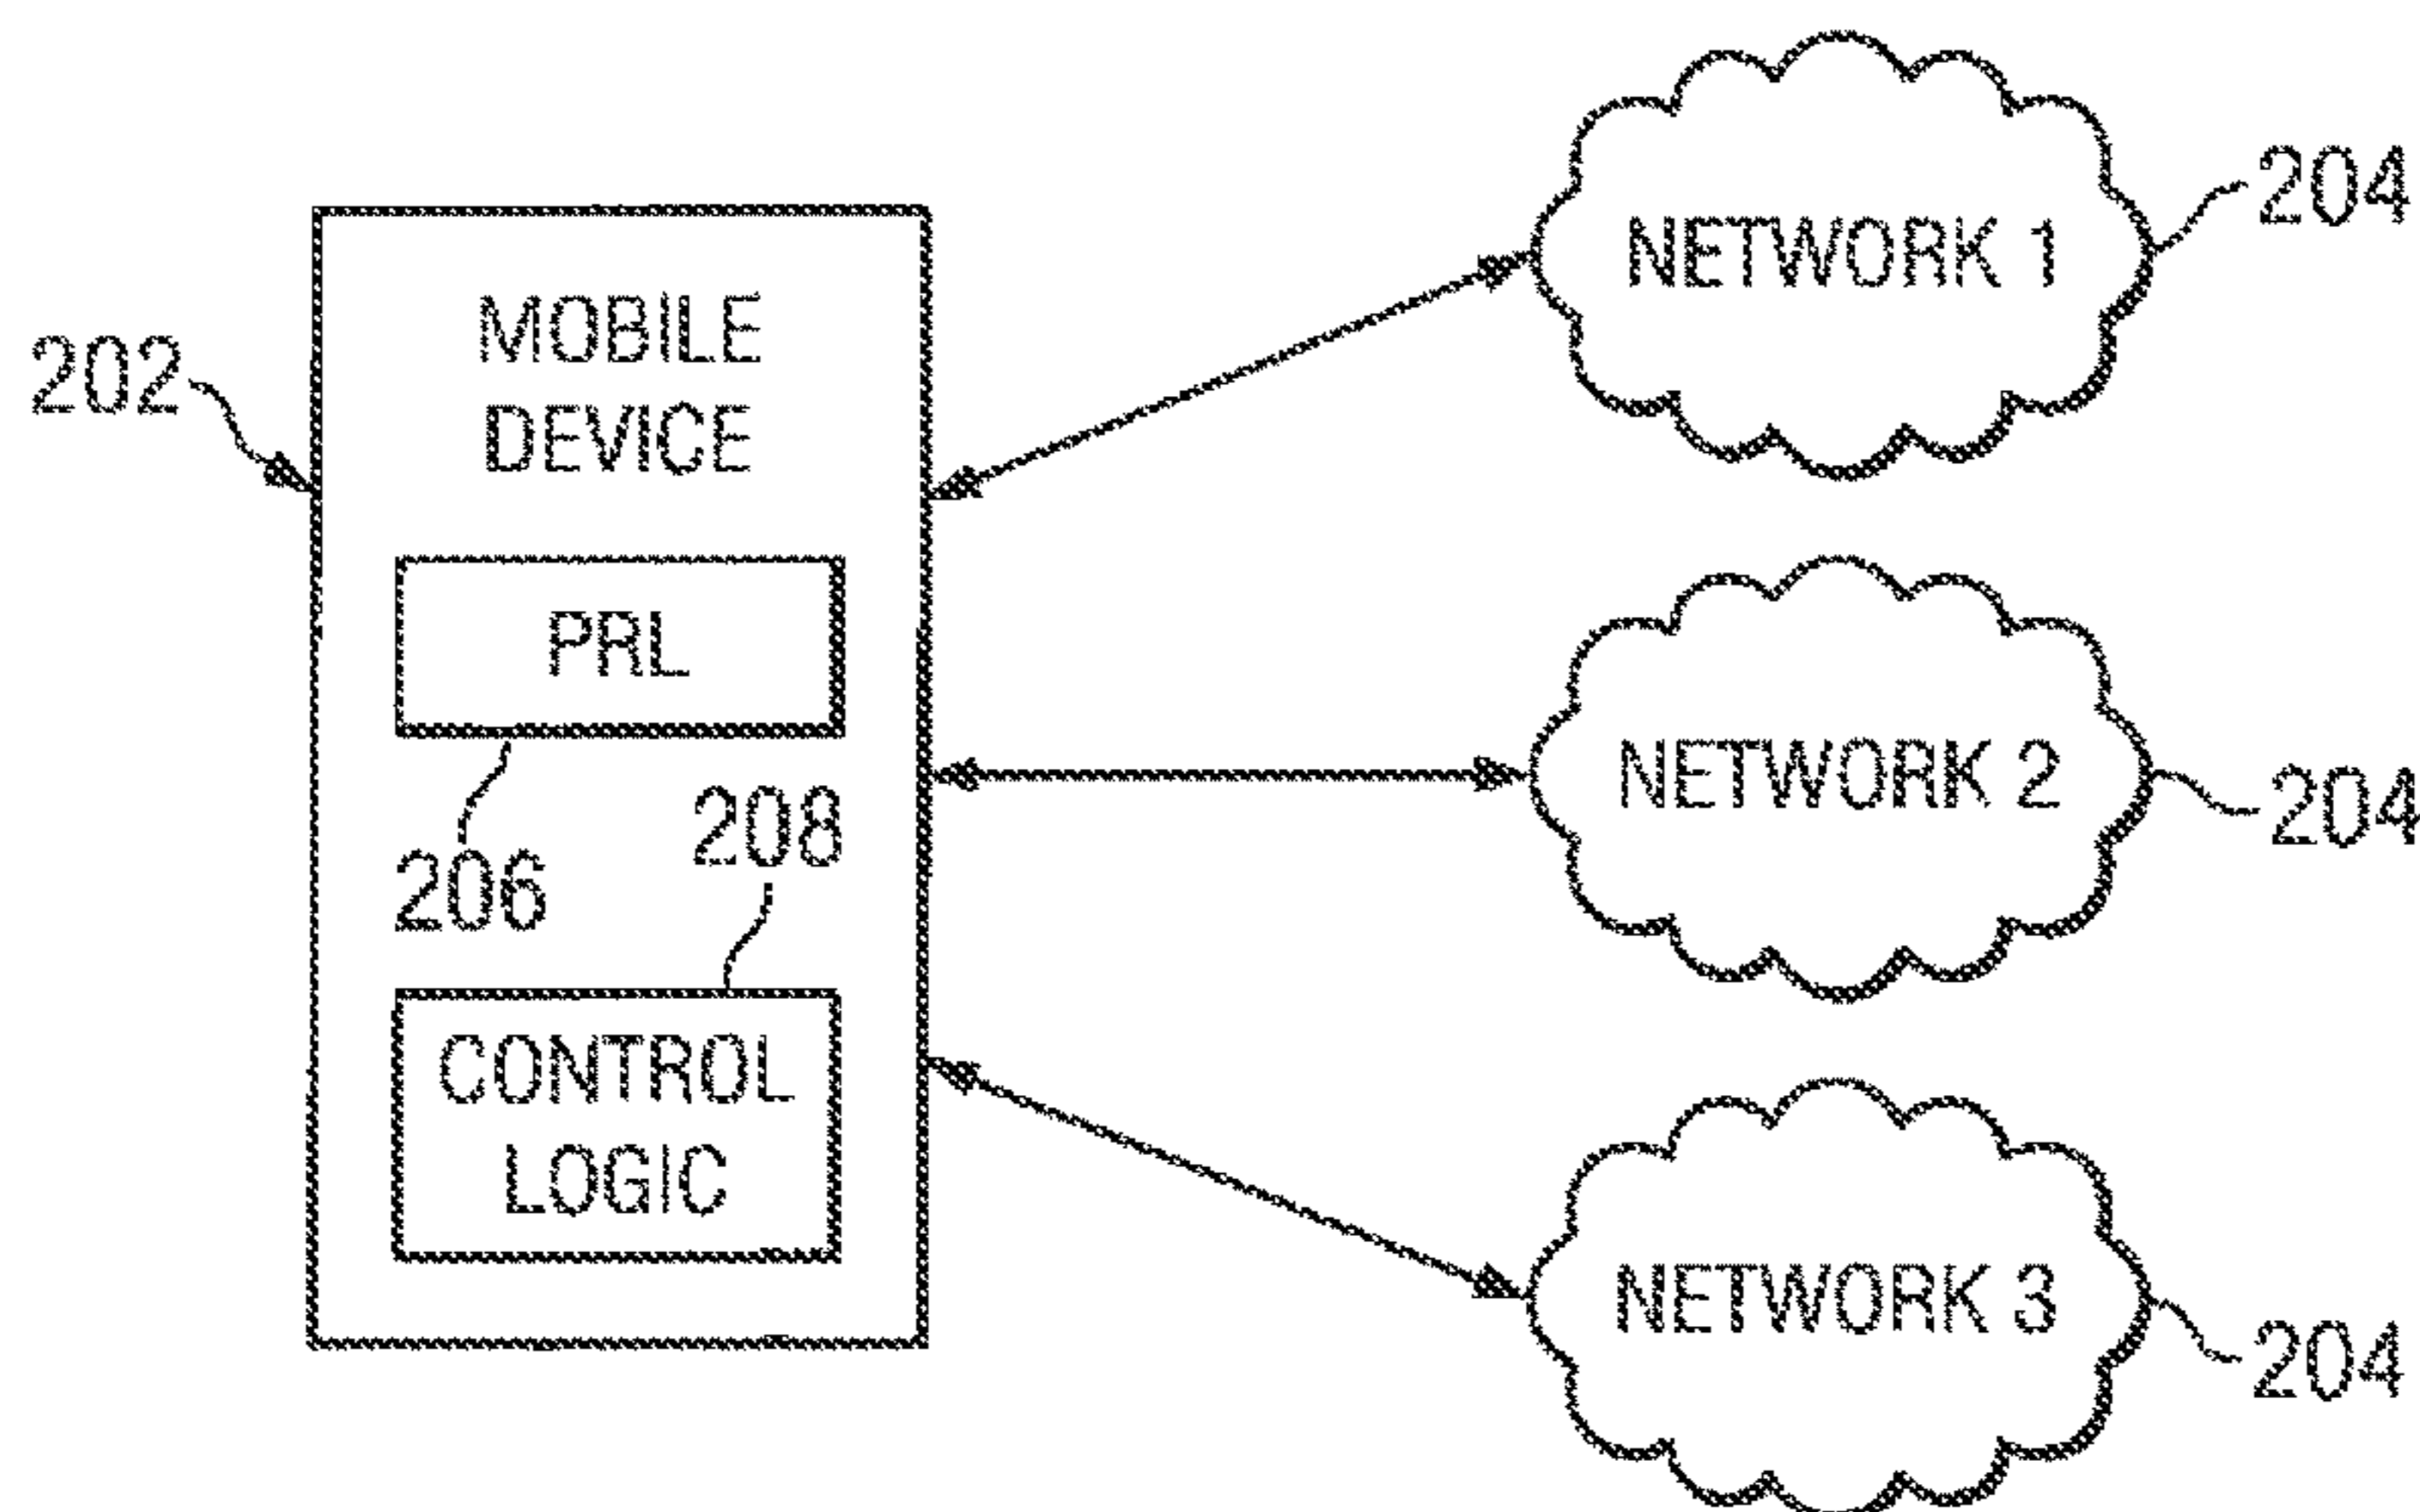 202
MOBILE
DEVICE
PRL
206
208
CONTROL
LOGIC
NETWORK 1
204
NETWORK 2
204
NETWORK 3
204